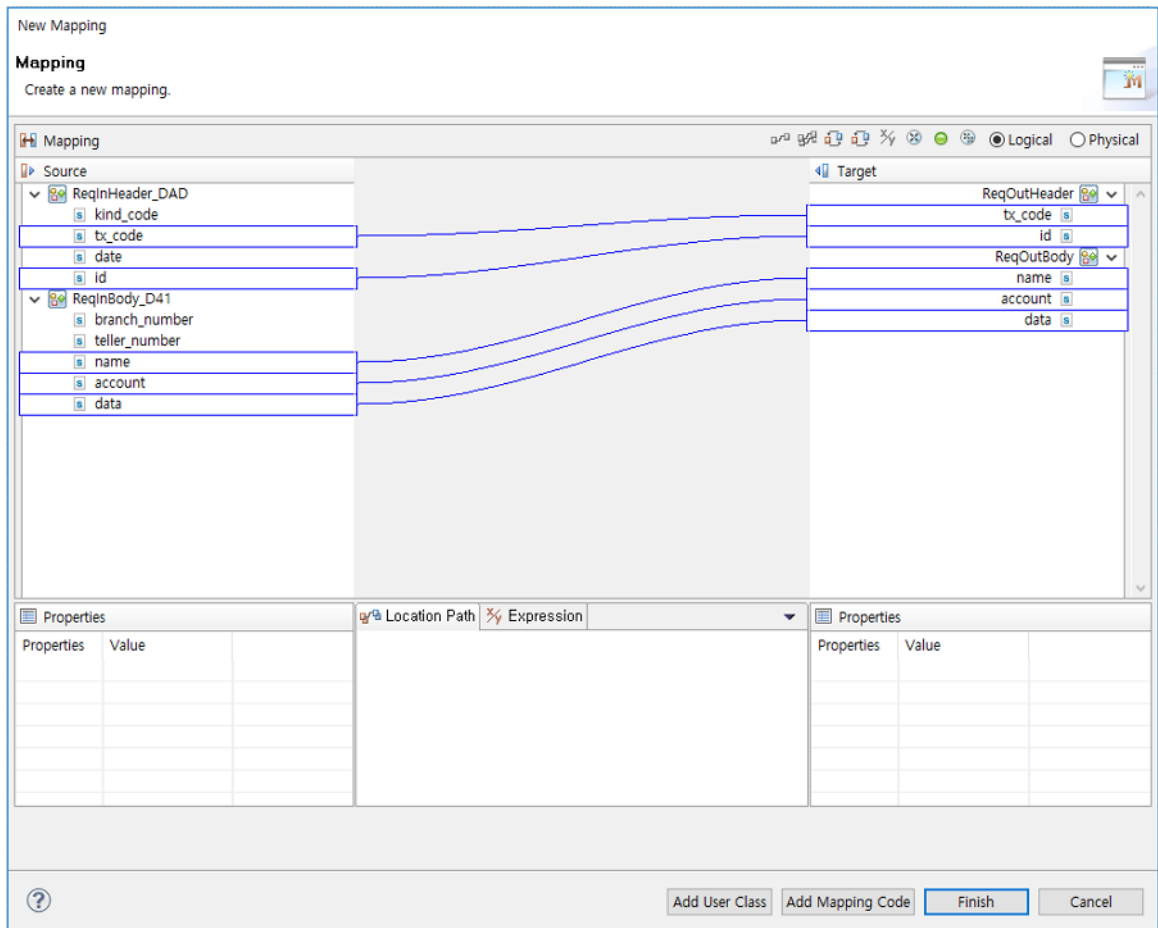 New Mapping
Mapping
Create a new mapping.
Mapping
Logical
Physical
Source
Target
ReqInHeader_DAD
kind_code
tx_code
date
id
ReqInBody_D41
branch_number
teller_number
name
account
data
ReqOutHeader
tx_code
id
ReqOutBody
name
account
data
Properties
Properties Value
Location Path Expression
Properties
Properties Value
Add User Class Add Mapping Code Finish Cancel